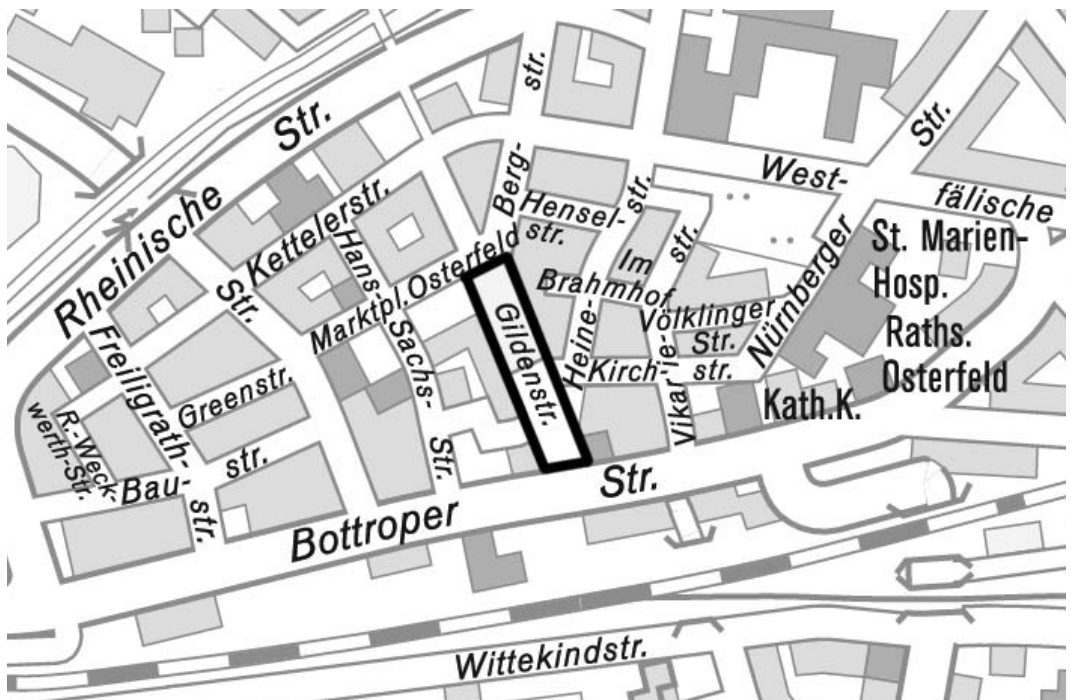 Rheinische Str.
Berg-
str.
West-
fälische
Str.
Nürnberger
Hensel-
str.
Kettelerstr.
Str.
Hans-
Sachs-
Str.
Marktpl. Osterfeld
Im
Brahmhof
str.
str.
Heine-
Völklinger
Str.
Kirch-
str.
Vikarie-
Gildenstr.
St. Marien-
Hosp.
Raths.
Osterfeld
Kath.K.
Freiligrath-
str.
Greenstr.
R.-Weck-
werth-Str.
Bau-
str.
Bottroper
Str.
Wittekindstr.